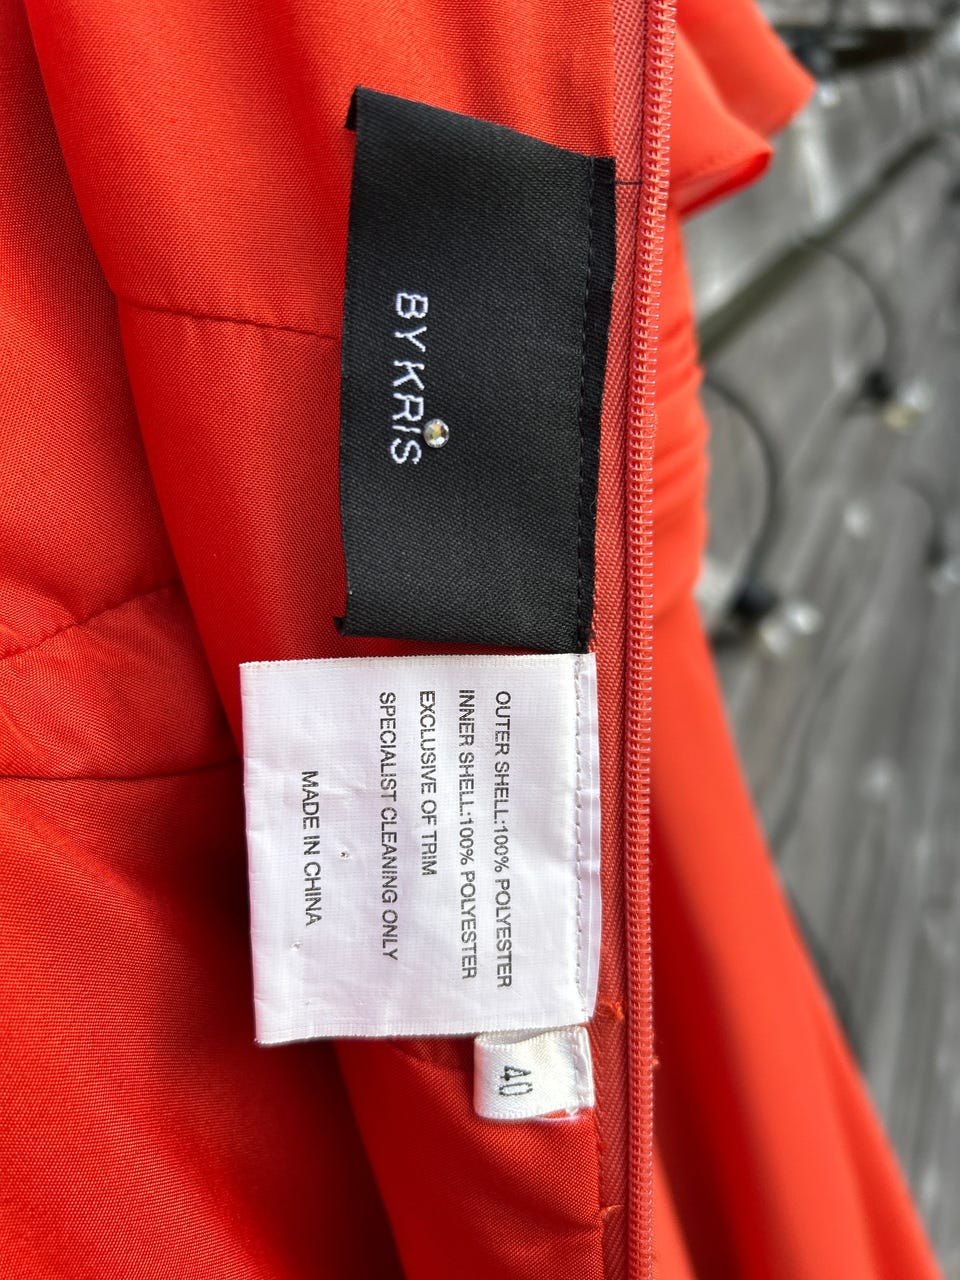 BY KRIS
OUTER SHELL:100% POLYESTER
INNER SHELL:100% POLYESTER
EXCLUSIVE OF TRIM
SPECIALIST CLEANING ONLY
MADE IN CHINA
40